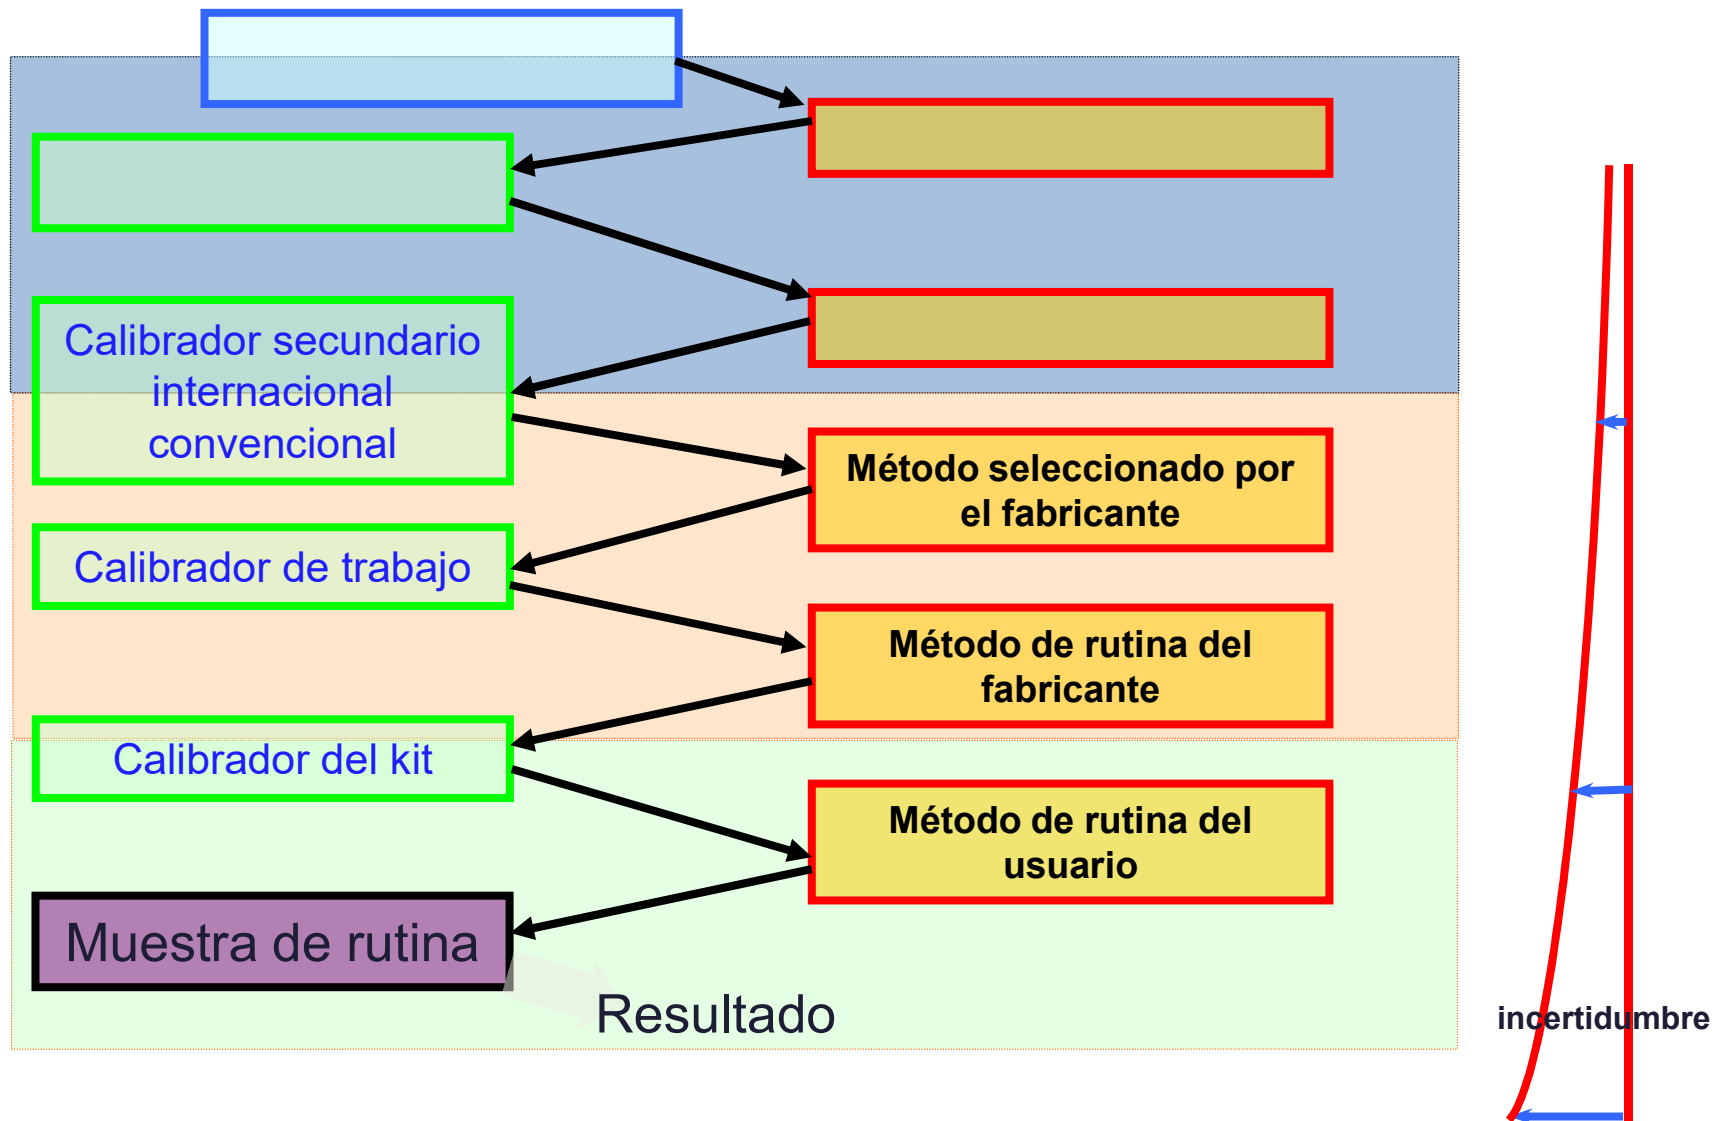 Calibrador secundario
internacional
convencional
Método seleccionado por
el fabricante
Calibrador de trabajo
Método de rutina del
fabricante
Calibrador del kit
Método de rutina del
usuario
Muestra de rutina
Resultado
incertidumbre